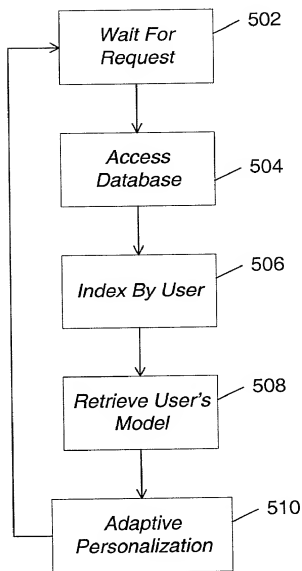 Wait For
Request
502
Access
Database
504
Index By User
506
Retrieve User's
Model
508
Adaptive
Personalization
510